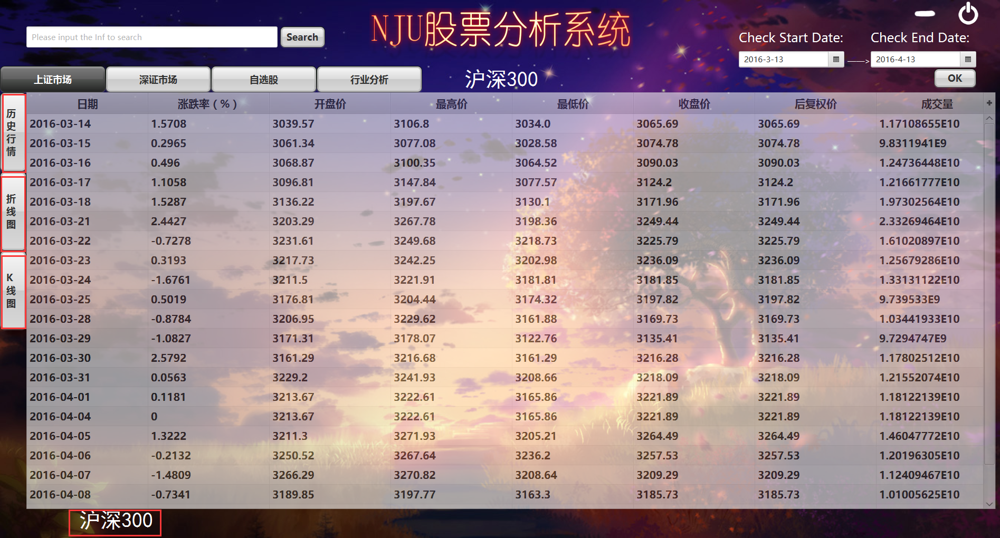 NJU股票分析系统
Please input the Inf to search
Search
Check Start Date: Check End Date:
2016-3-13 ——> 2016-4-13
OK
上证市场 深证市场 自选股 行业分析
沪深300
历史行情
折线图
K线图
日期 涨跌率（%） 开盘价 最高价 最低价 收盘价 后复权价 成交量 +
2016-03-14 1.5708 3039.57 3106.8 3034.0 3065.69 3065.69 1.17108655E10
2016-03-15 0.2965 3061.34 3077.08 3028.58 3074.78 3074.78 9.8311941E9
2016-03-16 0.496 3068.87 3100.35 3064.52 3090.03 3090.03 1.24736448E10
2016-03-17 1.1058 3096.81 3147.84 3077.57 3124.2 3124.2 1.21661777E10
2016-03-18 1.5287 3136.22 3197.67 3130.1 3171.96 3171.96 1.97302564E10
2016-03-21 2.4427 3203.29 3267.78 3198.36 3249.44 3249.44 2.33269464E10
2016-03-22 -0.7278 3231.61 3249.68 3218.73 3225.79 3225.79 1.61020897E10
2016-03-23 0.3193 3217.73 3242.25 3202.98 3236.09 3236.09 1.25679286E10
2016-03-24 -1.6761 3211.5 3221.91 3181.81 3181.85 3181.85 1.33131122E10
2016-03-25 0.5019 3176.81 3204.44 3174.32 3197.82 3197.82 9.739533E9
2016-03-28 -0.8784 3206.95 3229.62 3161.88 3169.73 3169.73 1.03441933E10
2016-03-29 -1.0827 3171.31 3178.07 3122.76 3135.41 3135.41 9.7294747E9
2016-03-30 2.5792 3161.29 3216.68 3161.29 3216.28 3216.28 1.17802512E10
2016-03-31 0.0563 3229.2 3241.93 3208.66 3218.09 3218.09 1.21552074E10
2016-04-01 0.1181 3213.67 3222.61 3165.86 3221.89 3221.89 1.18122139E10
2016-04-04 0 3213.67 3222.61 3165.86 3221.89 3221.89 1.18122139E10
2016-04-05 1.3222 3211.3 3271.93 3205.21 3264.49 3264.49 1.46047772E10
2016-04-06 -0.2132 3250.52 3267.64 3236.2 3257.53 3257.53 1.20196305E10
2016-04-07 -1.4809 3266.29 3270.82 3208.64 3209.29 3209.29 1.12409467E10
2016-04-08 -0.7341 3189.85 3197.77 3163.3 3185.73 3185.73 1.01005625E10
沪深300